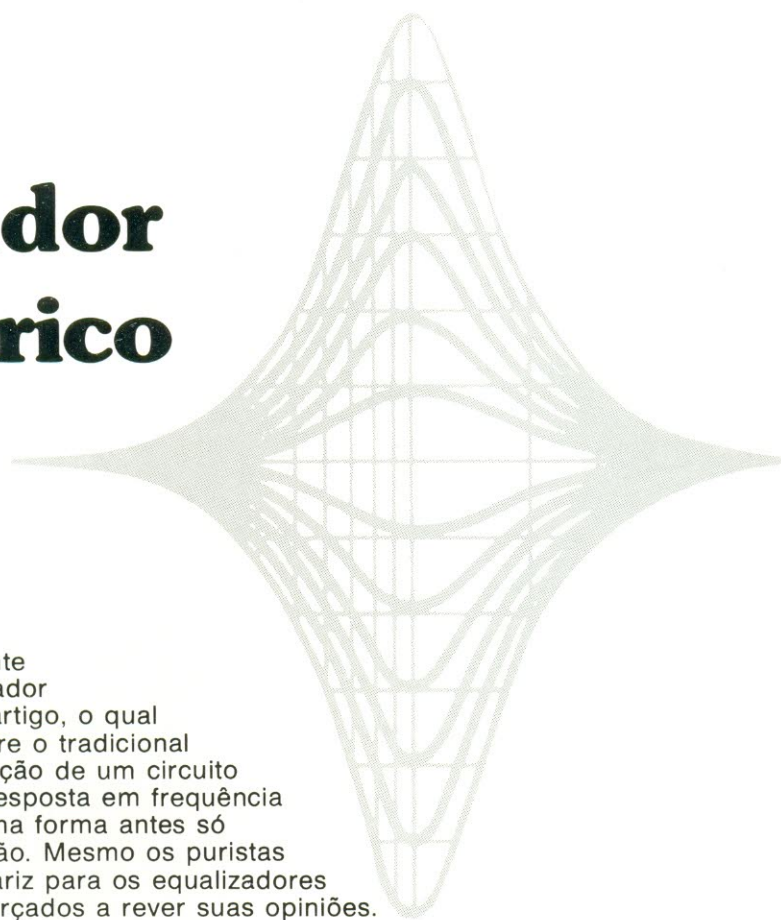 dor
rico
nte
ador
artigo, o qual
re o tradicional
ção de um circuito
esposta em frequência
na forma antes só
ão. Mesmo os puristas
ariz para os equalizadores
rçados a rever suas opiniões.